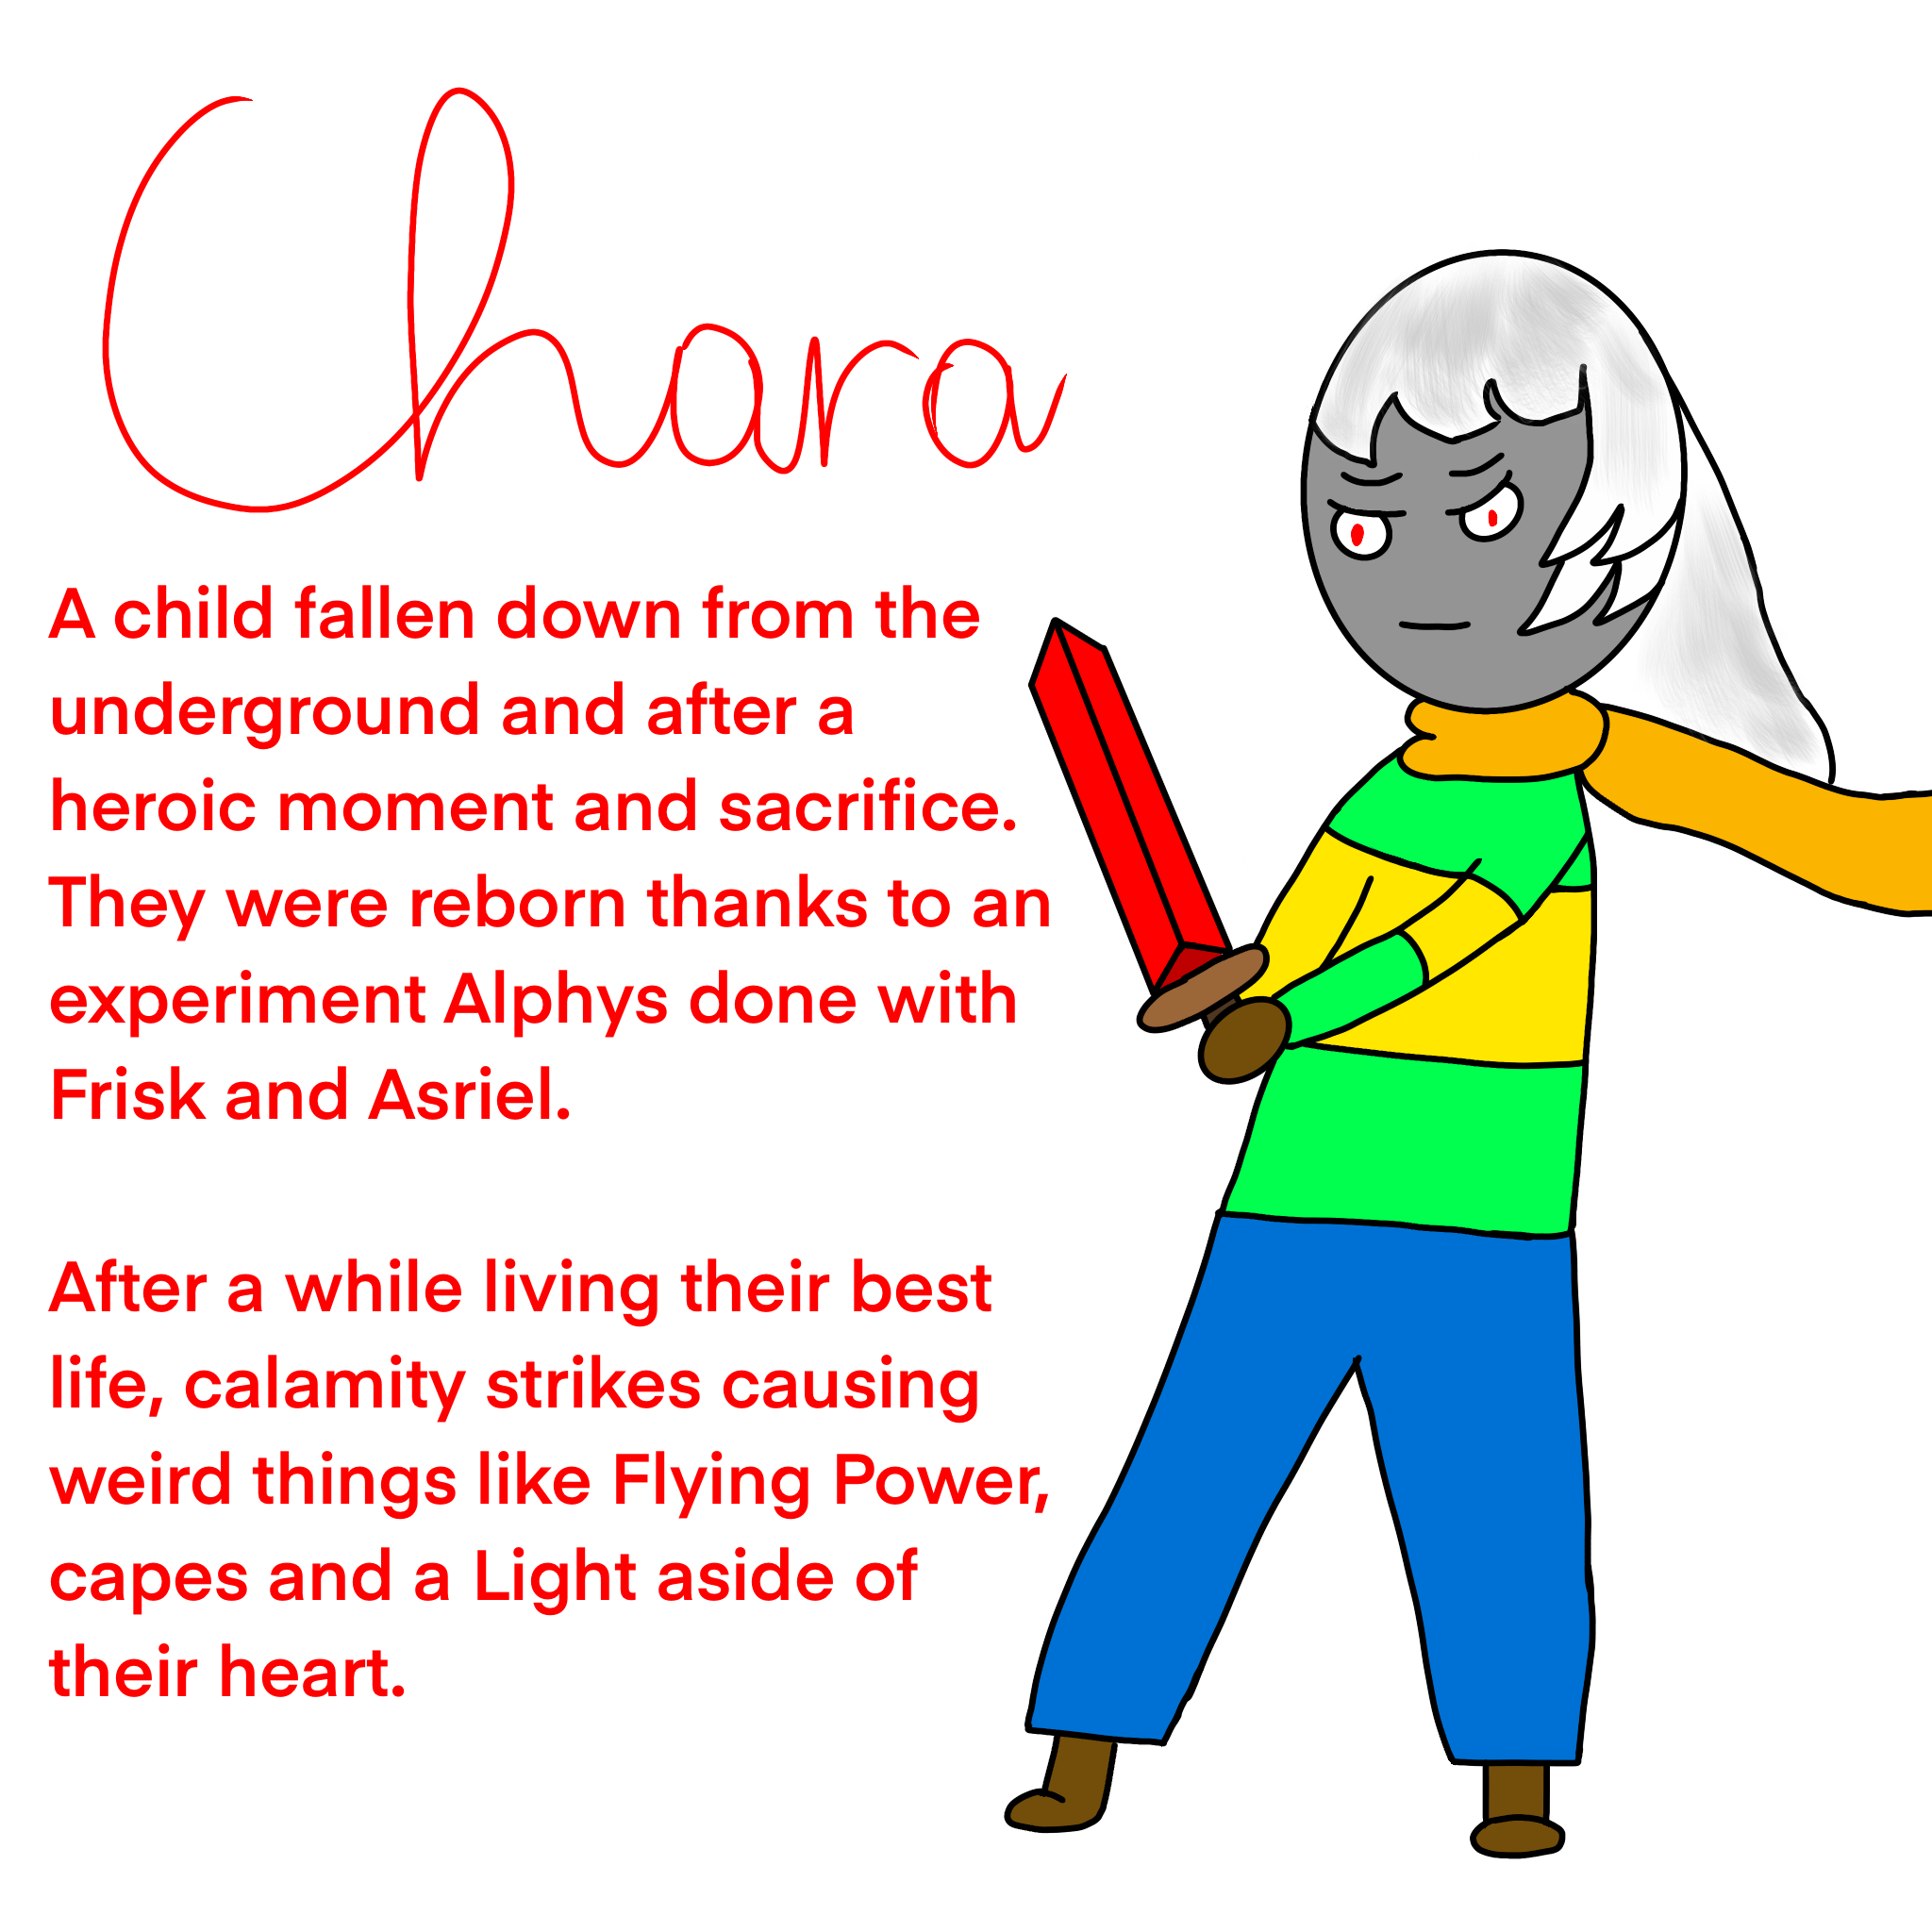 Chara
A child fallen down from the
underground and after a
heroic moment and sacrifice.
They were reborn thanks to an
experiment Alphys done with
Frisk and Asriel.
After a while living their best
life, calamity strikes causing
weird things like Flying Power,
capes and a Light aside of
their heart.